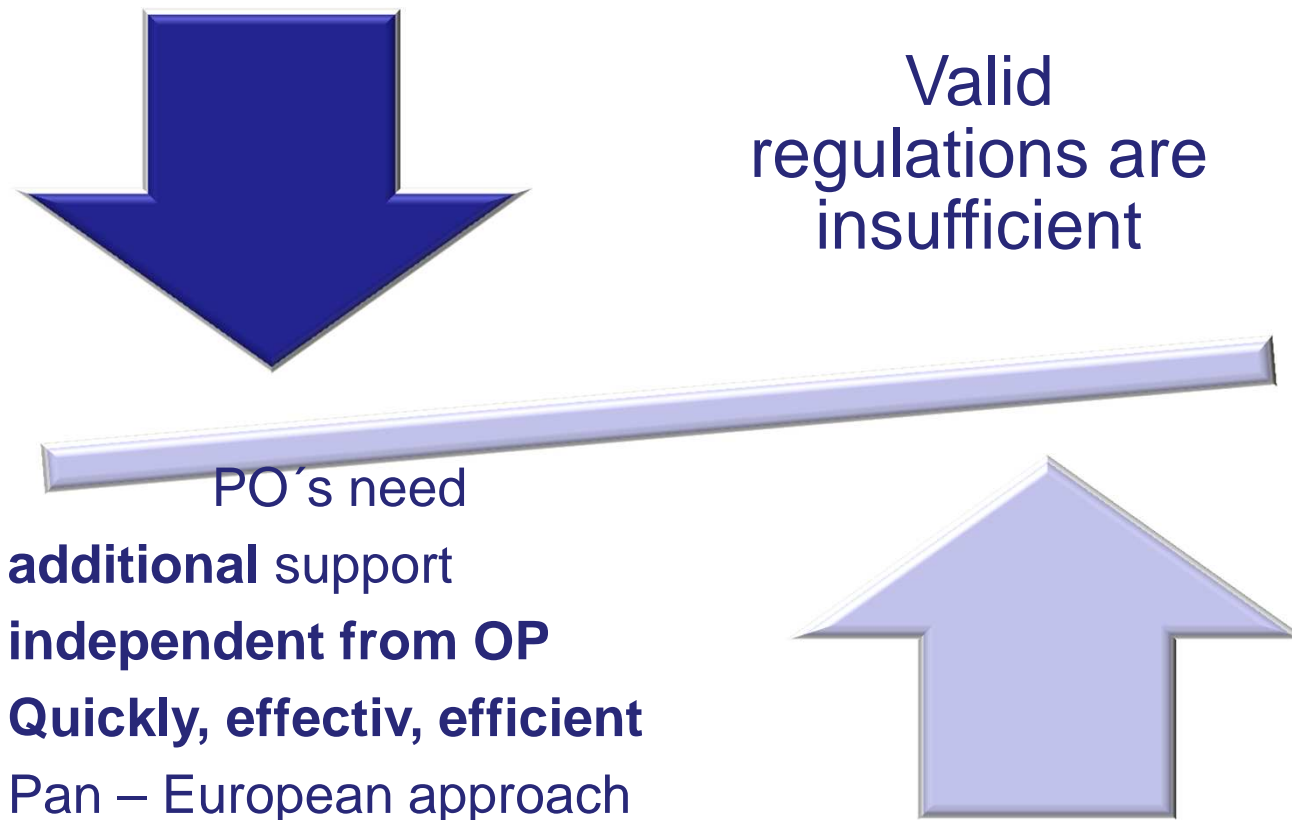 Valid
regulations are
insufficient
PO´s need
additional support
independent from OP
Quickly, effectiv, efficient
Pan – European approach